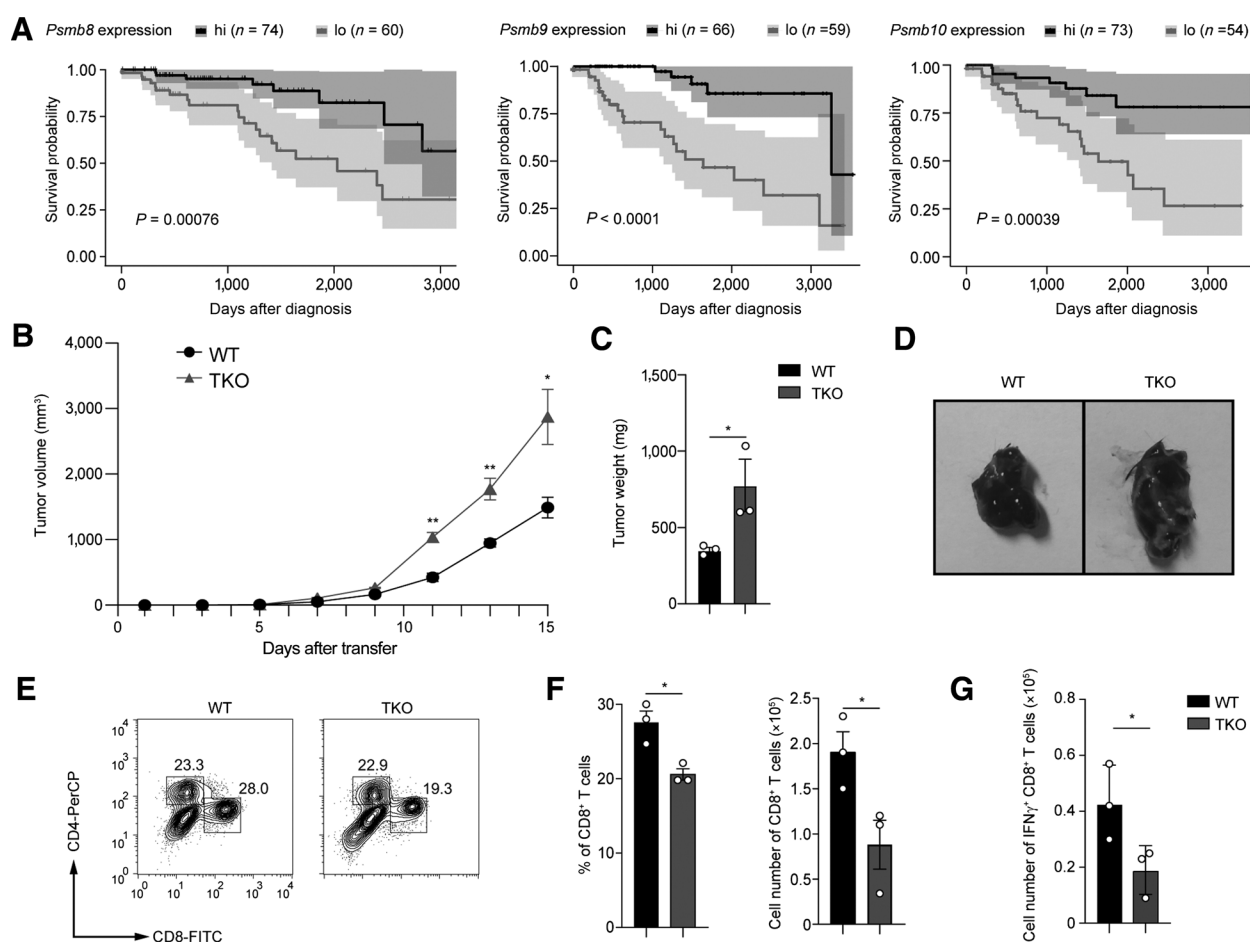 A
Psmb8 expression hi (n = 74) lo (n = 60)
Psmb9 expression hi (n = 66) lo (n =59)
Psmb10 expression hi (n = 73) lo (n =54)
Survival probability
1.00
0.75
0.50
0.25
0.00
P = 0.00076
0 1,000 2,000 3,000
Days after diagnosis
Survival probability
1.00
0.75
0.50
0.25
0.00
P < 0.0001
0 1,000 2,000 3,000
Days after diagnosis
Survival probability
1.00
0.75
0.50
0.25
0.00
P = 0.00039
0 1,000 2,000 3,000
Days after diagnosis
B
Tumor volume (mm³)
4,000
3,000
2,000
1,000
0
WT
TKO
**
**
*
0 5 10 15
Days after transfer
C
Tumor weight (mg)
1,500
1,000
500
0
WT
TKO
*
D
WT TKO
E
WT TKO
CD4-PerCP
10⁴
10³
10²
10¹
10⁰
23.3
28.0
22.9
19.3
10⁰ 10¹ 10² 10³ 10⁴
CD8-FITC
F
% of CD8⁺ T cells
30
20
10
0
*
Cell number of CD8⁺ T cells (×10⁵)
2.5
2.0
1.5
1.0
0.5
0
*
G
Cell number of IFNγ⁺ CD8⁺ T cells (×10⁵)
0.8
0.6
0.4
0.2
0
*
WT
TKO